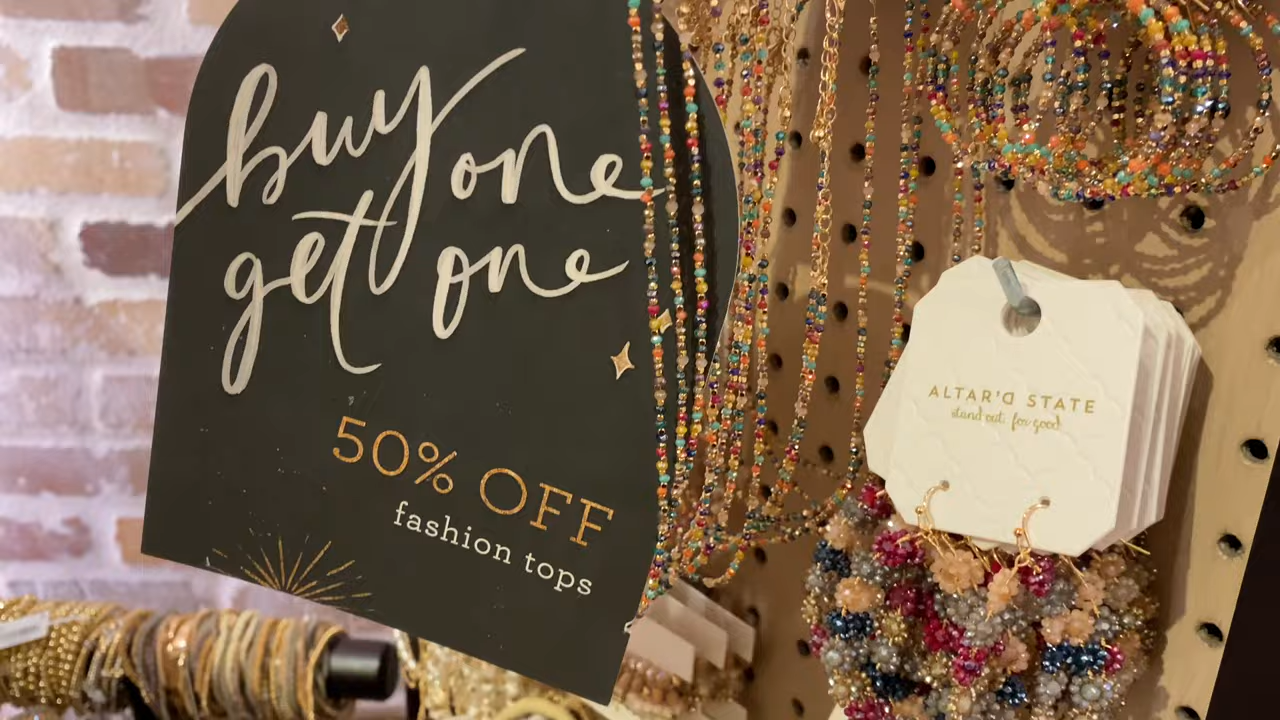 buy one
get one
50% OFF
fashion tops
ALTAR'D STATE
stand out. for good.